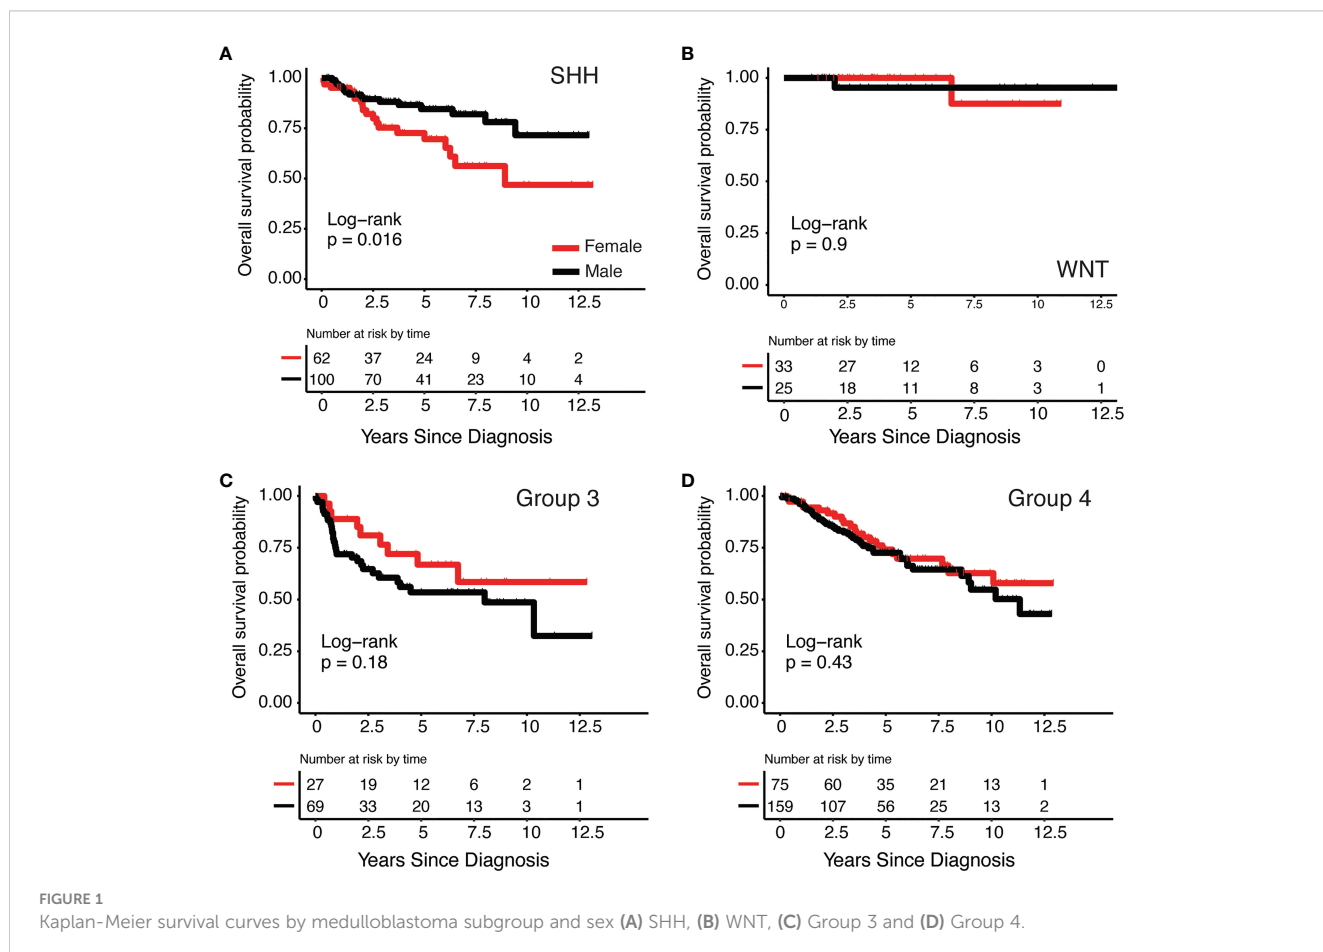 A
SHH
Overall survival probability
1.00
0.75
0.50
0.25
0.00
Log–rank
p = 0.016
Female
Male
0 2.5 5 7.5 10 12.5
Number at risk by time
62 37 24 9 4 2
100 70 41 23 10 4
0 2.5 5 7.5 10 12.5
Years Since Diagnosis
B
Overall survival probability
1.00
0.75
0.50
0.25
0.00
Log–rank
p = 0.9
WNT
0 2.5 5 7.5 10 12.5
Number at risk by time
33 27 12 6 3 0
25 18 11 8 3 1
0 2.5 5 7.5 10 12.5
Years Since Diagnosis
C
Group 3
Overall survival probability
1.00
0.75
0.50
0.25
0.00
Log–rank
p = 0.18
0 2.5 5 7.5 10 12.5
Number at risk by time
27 19 12 6 2 1
69 33 20 13 3 1
0 2.5 5 7.5 10 12.5
Years Since Diagnosis
D
Group 4
Overall survival probability
1.00
0.75
0.50
0.25
0.00
Log–rank
p = 0.43
0 2.5 5 7.5 10 12.5
Number at risk by time
75 60 35 21 13 1
159 107 56 25 13 2
0 2.5 5 7.5 10 12.5
Years Since Diagnosis
FIGURE 1
Kaplan-Meier survival curves by medulloblastoma subgroup and sex (A) SHH, (B) WNT, (C) Group 3 and (D) Group 4.